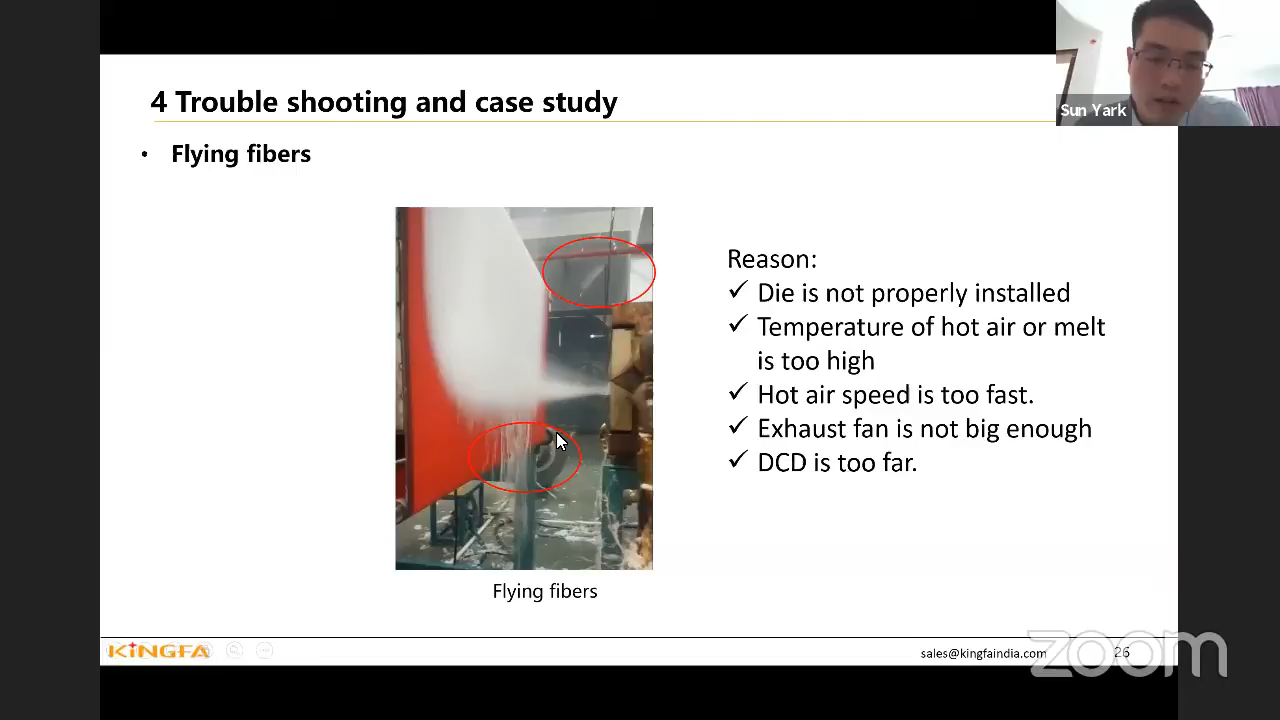 4 Trouble shooting and case study
Sun Yark
• Flying fibers
Reason:
✓ Die is not properly installed
✓ Temperature of hot air or melt
is too high
✓ Hot air speed is too fast.
✓ Exhaust fan is not big enough
✓ DCD is too far.
Flying fibers
KINGFA
sales@kingfaindia.com
26
zoom